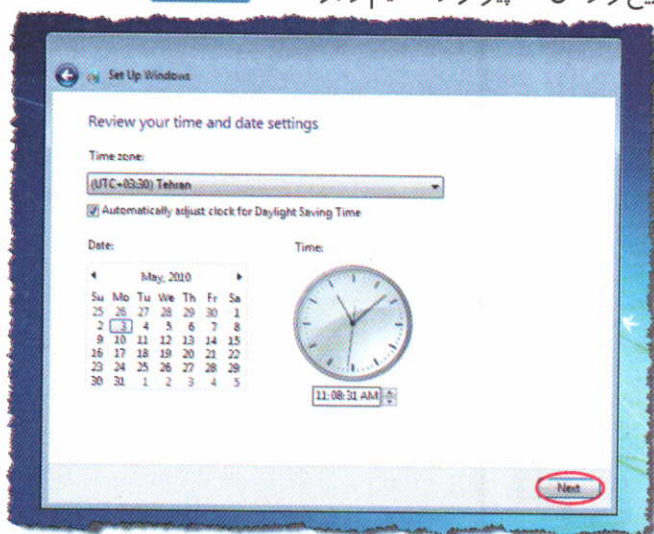 Set Up Windows
Review your time and date settings
Time zone:
(UTC+03:30) Tehran
Automatically adjust clock for Daylight Saving Time
Date:
Time:
May, 2010
Su Mo Tu We Th Fr Sa
25 26 27 28 29 30 1
2 3 4 5 6 7 8
9 10 11 12 13 14 15
16 17 18 19 20 21 22
23 24 25 26 27 28 29
30 31 1 2 3 4 5
11:08:31 AM
Next